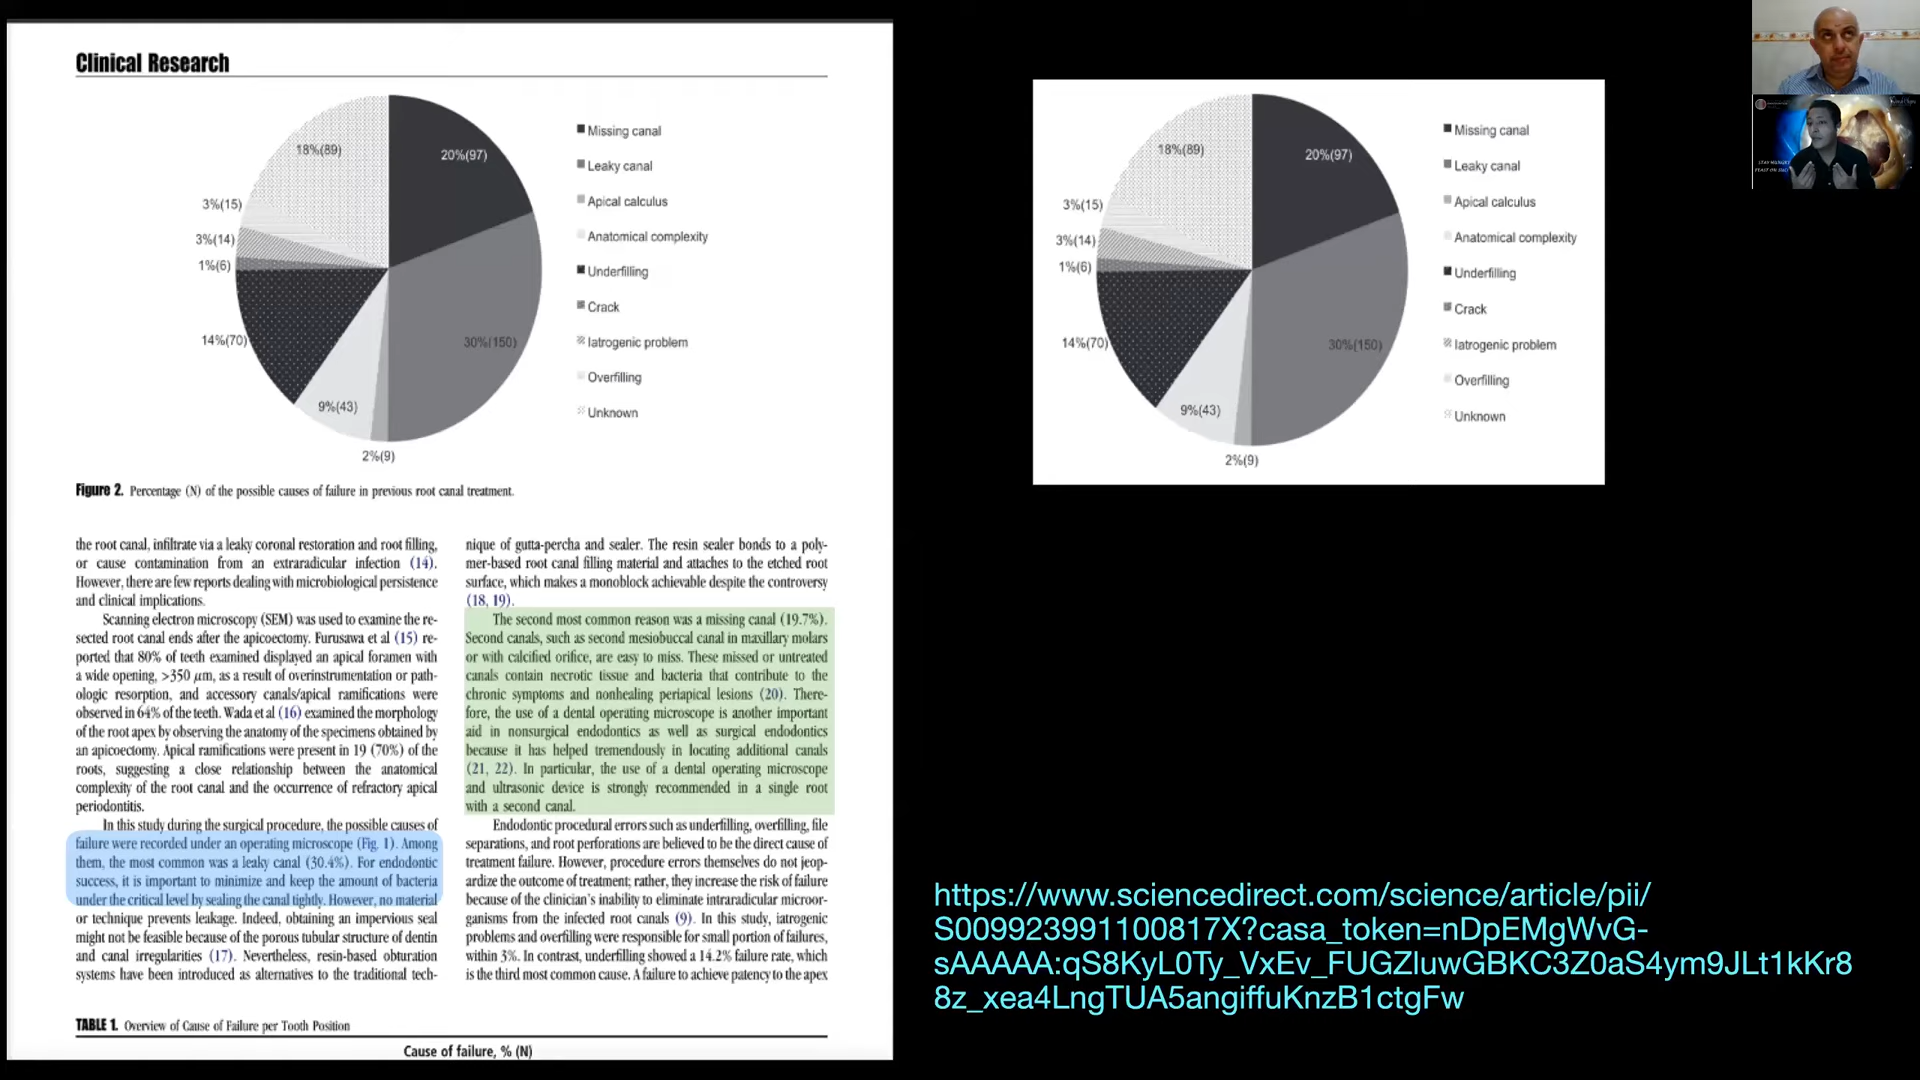 Clinical Research
18%(89)
20%(97)
3%(15)
3%(14)
1%(6)
14%(70)
30%(150)
9%(43)
2%(9)
Missing canal
Leaky canal
Apical calculus
Anatomical complexity
Underfilling
Crack
Iatrogenic problem
Overfilling
Unknown
Figure 2. Percentage (N) of the possible causes of failure in previous root canal treatment.
the root canal, infiltrate via a leaky coronal restoration and root filling,
or cause contamination from an extraradicular infection (14).
However, there are few reports dealing with microbiological persistence
and clinical implications.
Scanning electron microscopy (SEM) was used to examine the re-
sected root canal ends after the apicoectomy. Furusawa et al (15) re-
ported that 80% of teeth examined displayed an apical foramen with
a wide opening, >350 μm, as a result of overinstrumentation or path-
ologic resorption, and accessory canals/apical ramifications were
observed in 64% of the teeth. Wada et al (16) examined the morphology
of the root apex by observing the anatomy of the specimens obtained by
an apicoectomy. Apical ramifications were present in 19 (70%) of the
roots, suggesting a close relationship between the anatomical
complexity of the root canal and the occurrence of refractory apical
periodontitis.
In this study during the surgical procedure, the possible causes of
failure were recorded under an operating microscope (Fig. 1). Among
them, the most common was a leaky canal (30.4%). For endodontic
success, it is important to minimize and keep the amount of bacteria
under the critical level by sealing the canal tightly. However, no material
or technique prevents leakage. Indeed, obtaining an impervious seal
might not be feasible because of the porous tubular structure of dentin
and canal irregularities (17). Nevertheless, resin-based obturation
systems have been introduced as alternatives to the traditional tech-
nique of gutta-percha and sealer. The resin sealer bonds to a poly-
mer-based root canal filling material and attaches to the etched root
surface, which makes a monoblock achievable despite the controversy
(18, 19).
The second most common reason was a missing canal (19.7%).
Second canals, such as second mesiobuccal canal in maxillary molars
or with calcified orifice, are easy to miss. These missed or untreated
canals contain necrotic tissue and bacteria that contribute to the
chronic symptoms and nonhealing periapical lesions (20). There-
fore, the use of a dental operating microscope is another important
aid in nonsurgical endodontics as well as surgical endodontics
because it has helped tremendously in locating additional canals
(21, 22). In particular, the use of a dental operating microscope
and ultrasonic device is strongly recommended in a single root
with a second canal.
Endodontic procedural errors such as underfilling, overfilling, file
separations, and root perforations are believed to be the direct cause of
treatment failure. However, procedure errors themselves do not jeop-
ardize the outcome of treatment; rather, they increase the risk of failure
because of the clinician's inability to eliminate intraradicular microor-
ganisms from the infected root canals (9). In this study, iatrogenic
problems and overfilling were responsible for small portion of failures,
within 3%. In contrast, underfilling showed a 14.2% failure rate, which
is the third most common cause. A failure to achieve patency to the apex
TABLE 1. Overview of Cause of Failure per Tooth Position
Cause of failure, % (N)
18%(89)
20%(97)
3%(15)
3%(14)
1%(6)
14%(70)
30%(150)
9%(43)
2%(9)
Missing canal
Leaky canal
Apical calculus
Anatomical complexity
Underfilling
Crack
Iatrogenic problem
Overfilling
Unknown
https://www.sciencedirect.com/science/article/pii/
S009923991100817X?casa_token=nDpEMgWvG-
sAAAAA:qS8KyL0Ty_VxEv_FUGZluwGBKC3Z0aS4ym9JLt1kKr8
8z_xea4LngTUA5angiffuKnzB1ctgFw
STAY HUNGRY